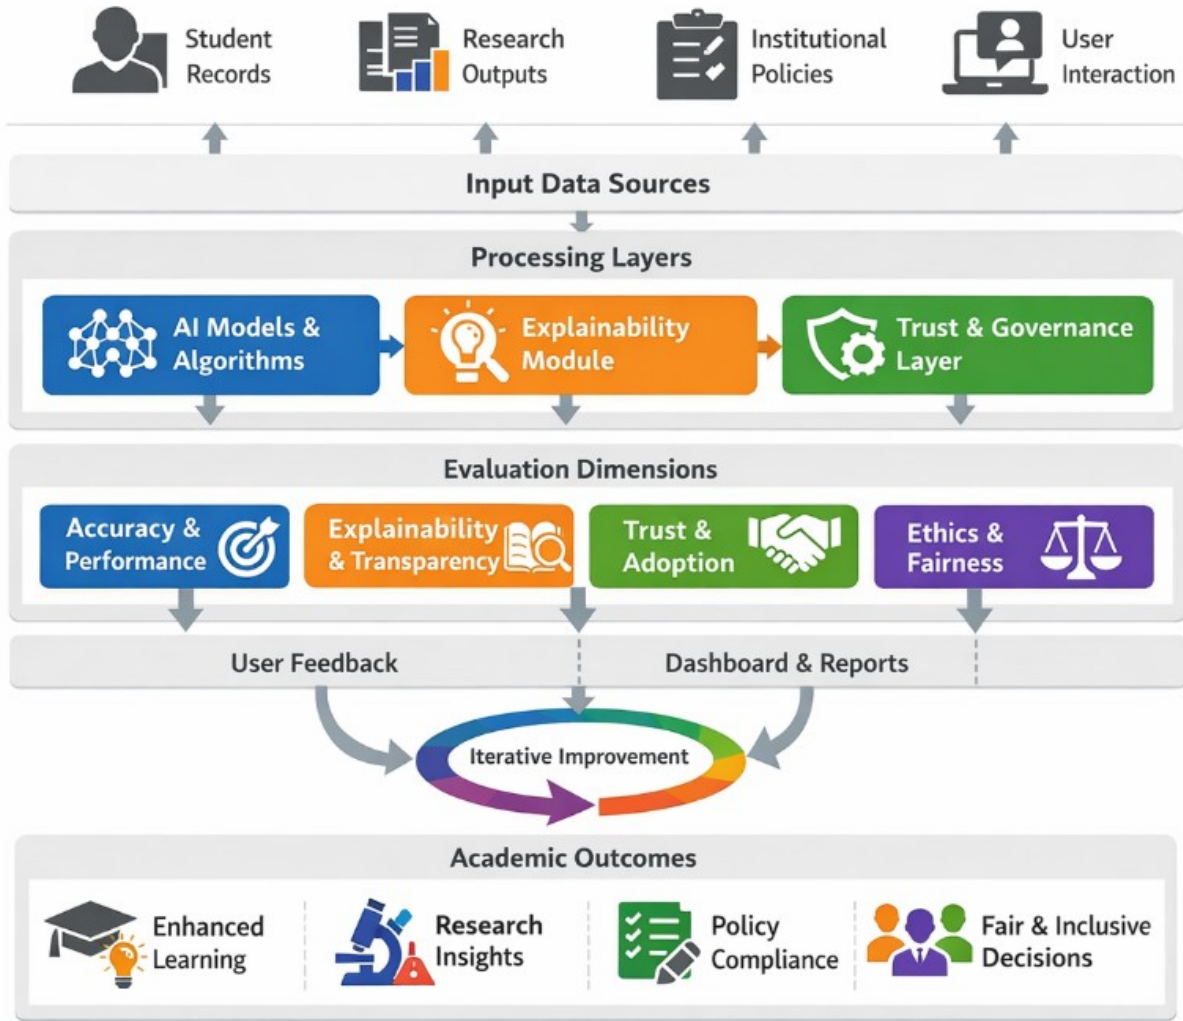 Student
Records
Research
Outputs
Institutional
Policies
User
Interaction
Input Data Sources
Processing Layers
AI Models &
Algorithms
Explainability
Module
Trust & Governance
Layer
Evaluation Dimensions
Accuracy &
Performance
Explainability
& Transparency
Trust &
Adoption
Ethics &
Fairness
User Feedback
Dashboard & Reports
Iterative Improvement
Academic Outcomes
Enhanced
Learning
Research
Insights
Policy
Compliance
Fair & Inclusive
Decisions